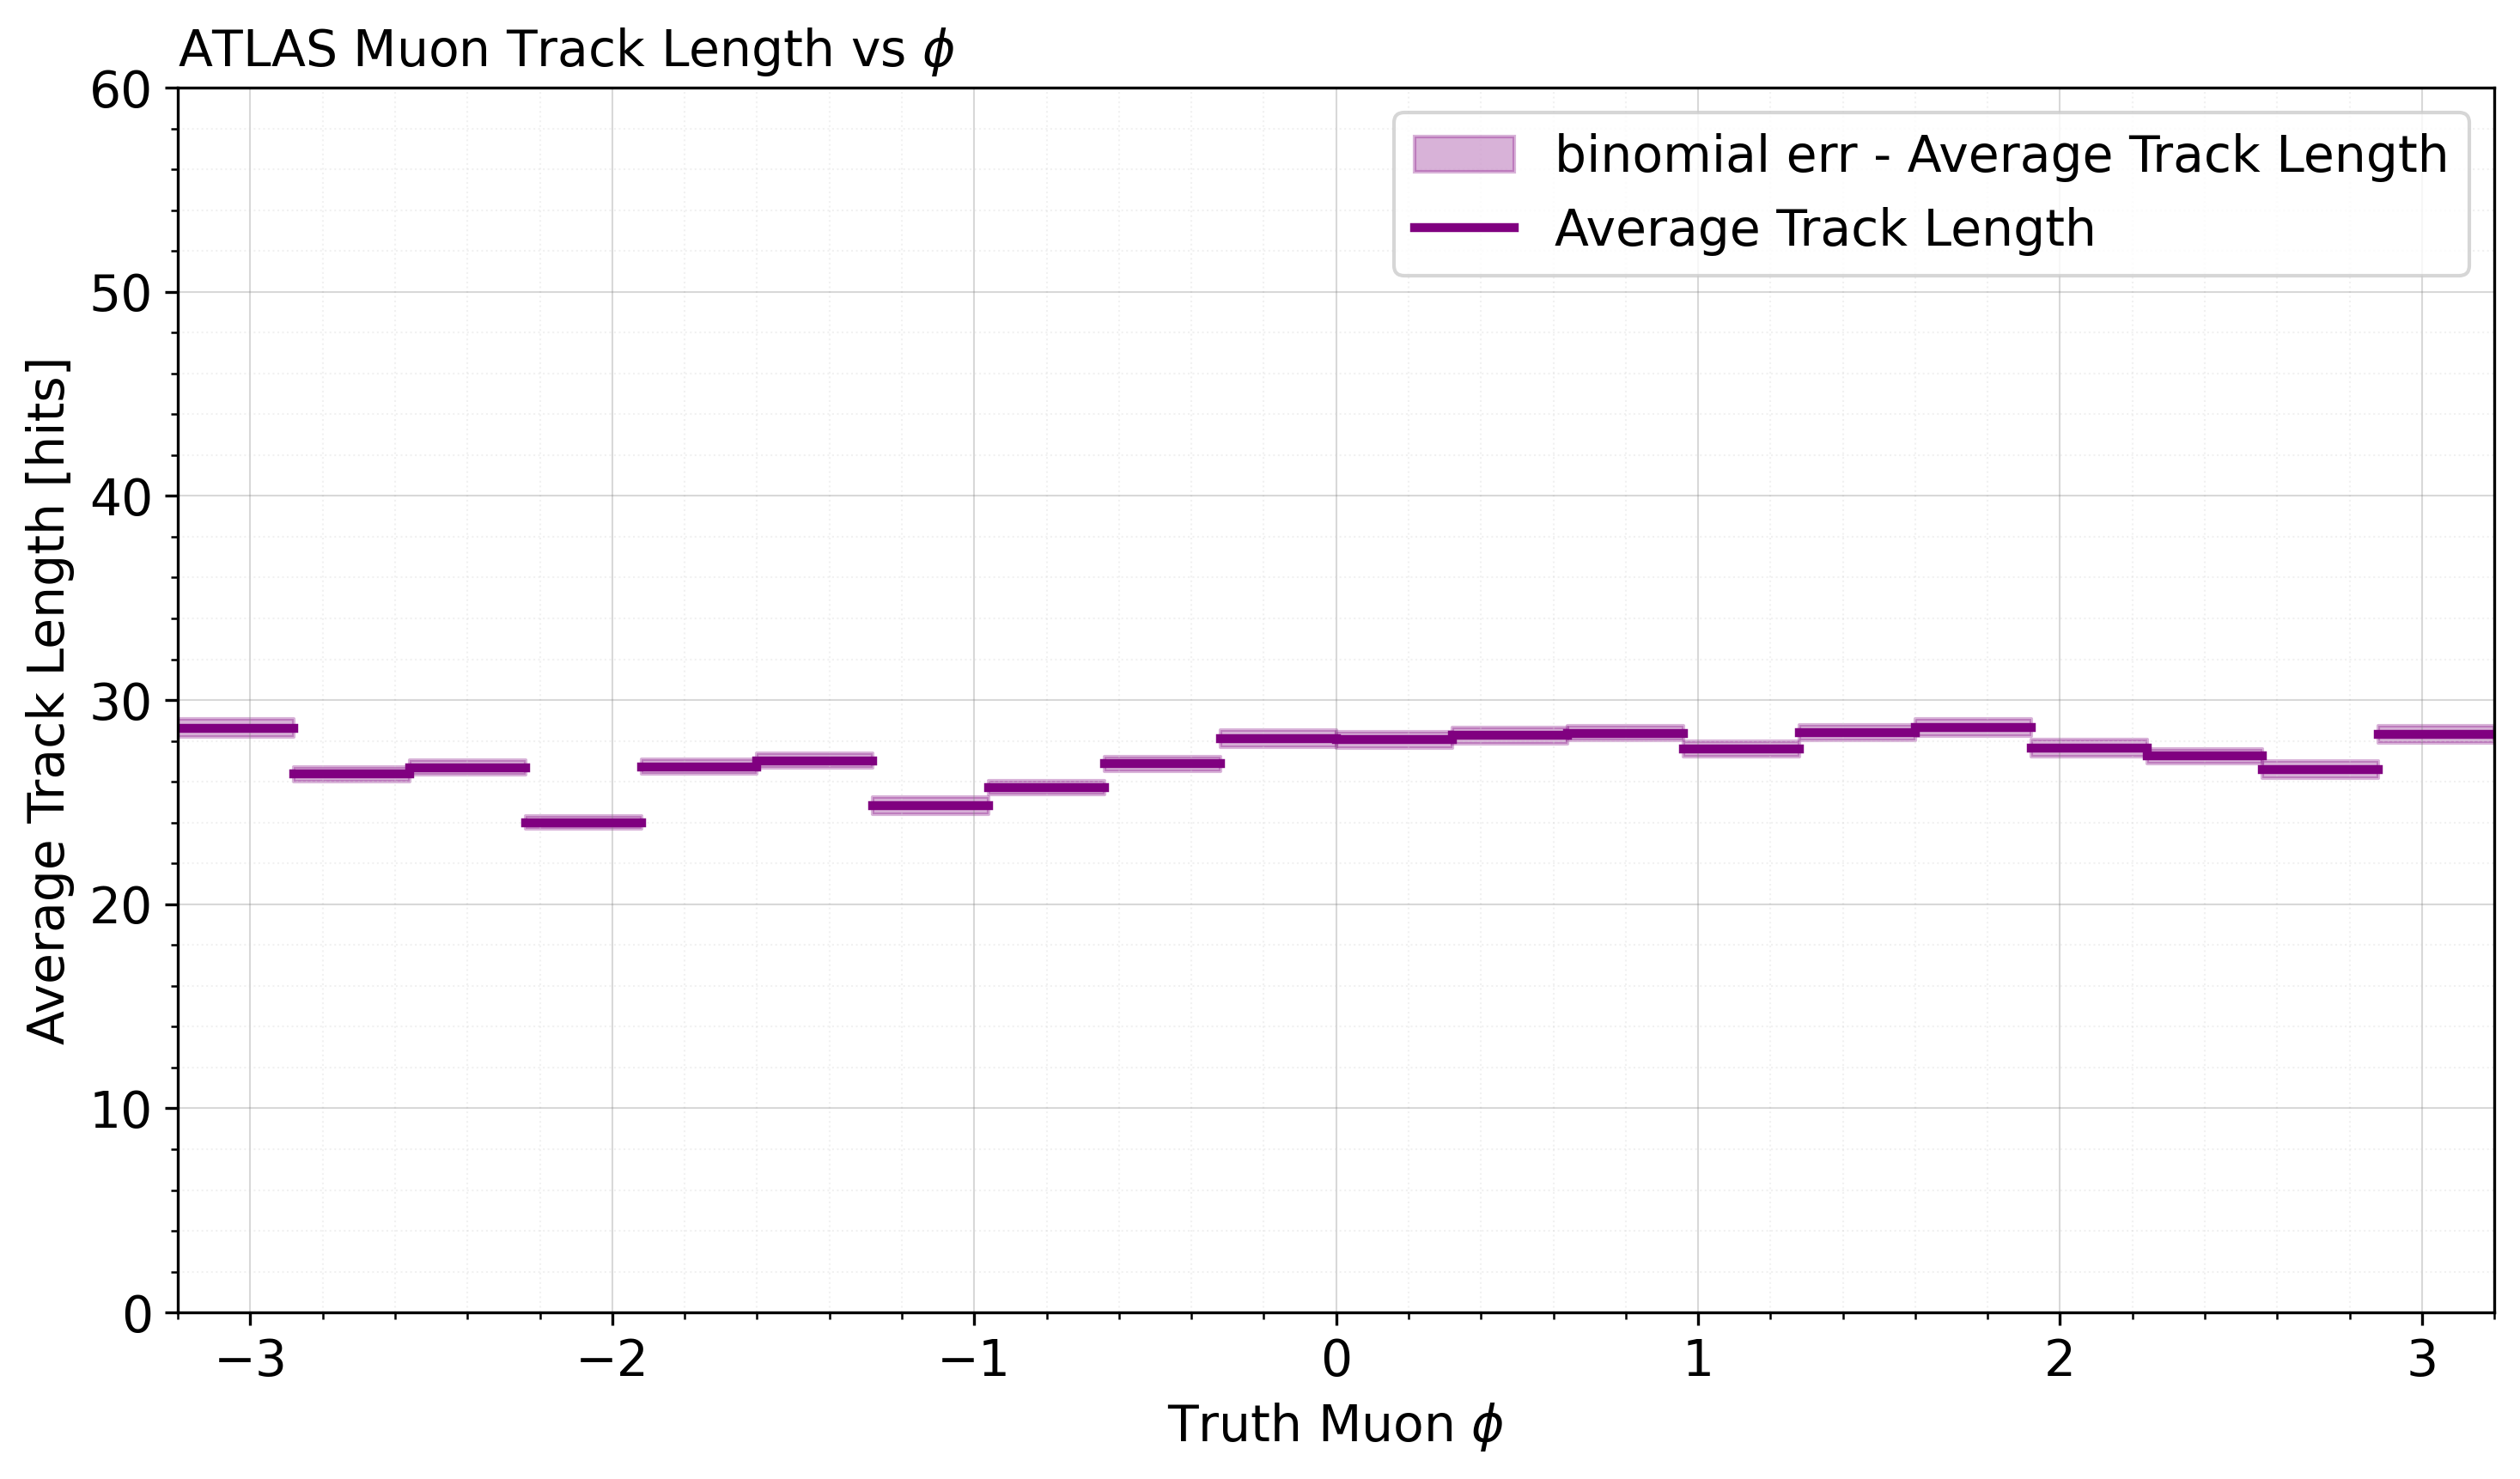 ATLAS Muon Track Length vs ϕ
binomial err - Average Track Length
Average Track Length
Average Track Length [hits]
60
50
40
30
20
10
0
−3 −2 −1 0 1 2 3
Truth Muon ϕ